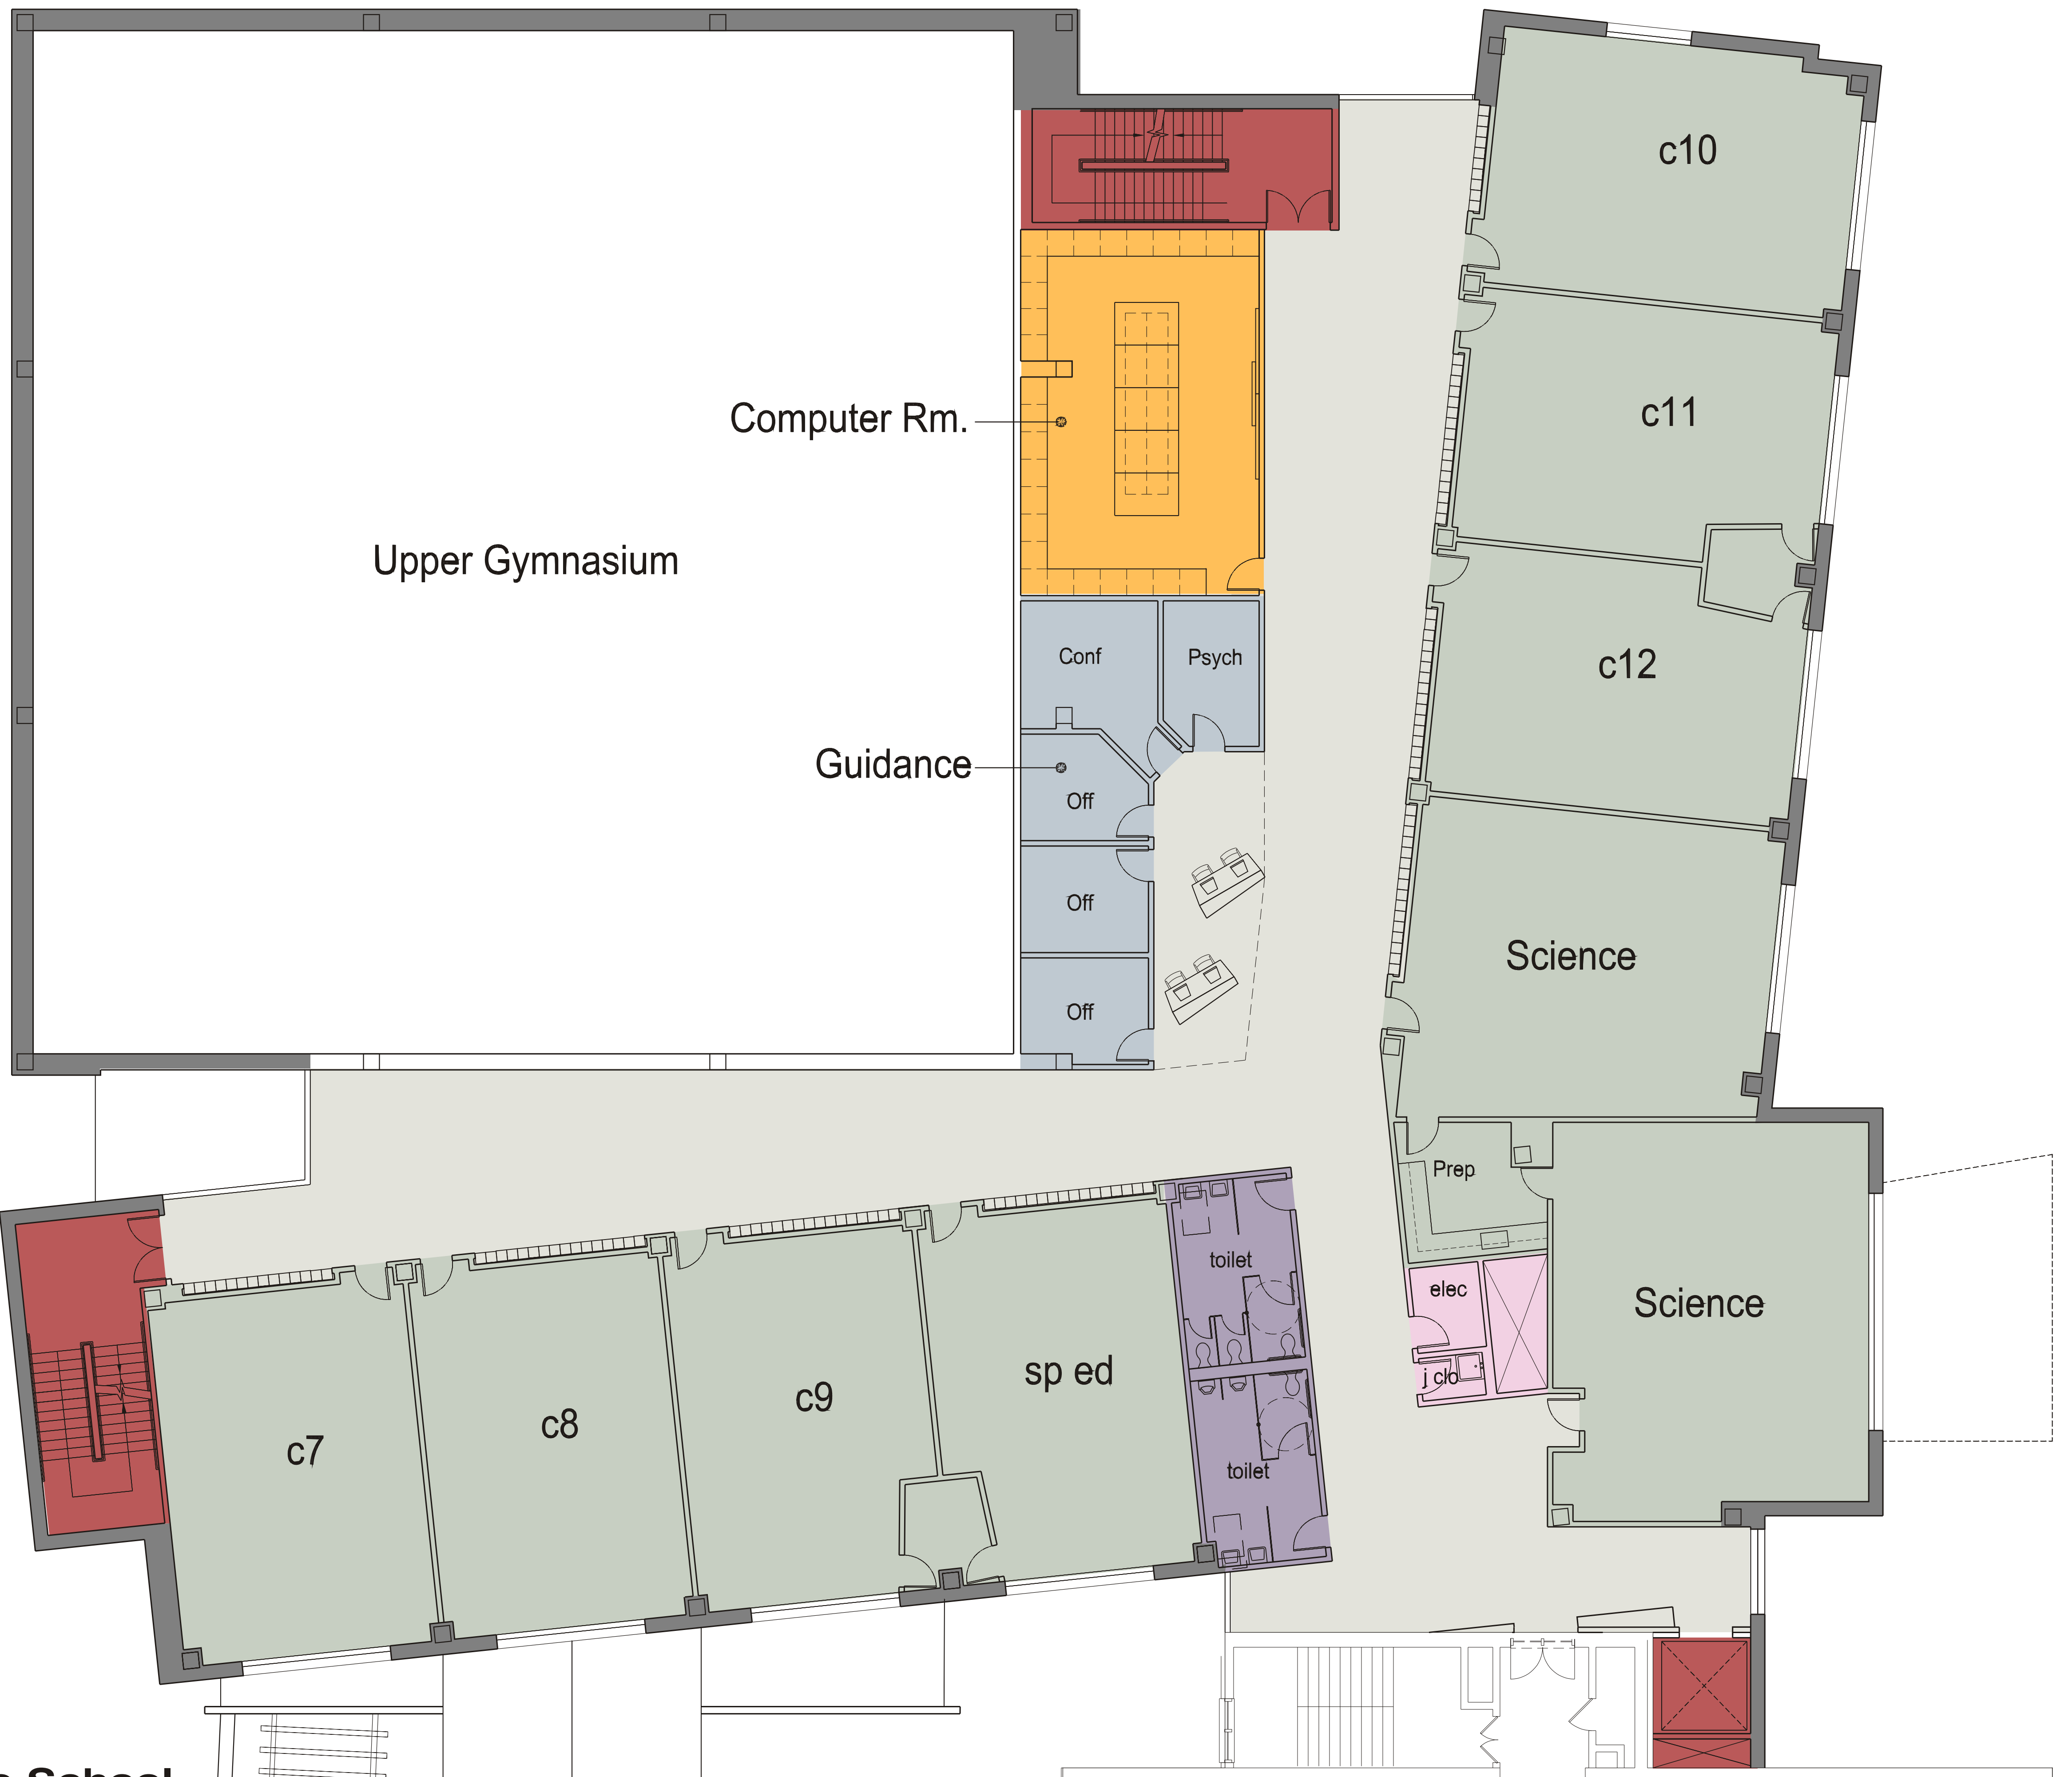 c10
c11
Computer Rm.
Upper Gymnasium
Conf
Psych
c12
Guidance
Off
Off
Science
Off
Prep
toilet
elec
Science
sp ed
j clo
c9
c8
c7
toilet
School